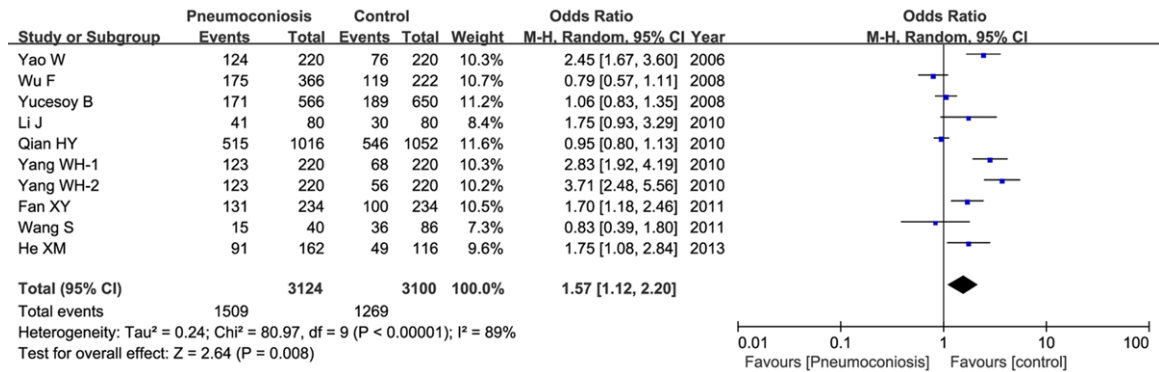 Pneumoconiosis Control Odds Ratio Odds Ratio
Study or Subgroup Events Total Events Total Weight M-H, Random, 95% CI Year M-H, Random, 95% CI
Yao W 124 220 76 220 10.3% 2.45 [1.67, 3.60] 2006
Wu F 175 366 119 222 10.7% 0.79 [0.57, 1.11] 2008
Yucesoy B 171 566 189 650 11.2% 1.06 [0.83, 1.35] 2008
Li J 41 80 30 80 8.4% 1.75 [0.93, 3.29] 2010
Qian HY 515 1016 546 1052 11.6% 0.95 [0.80, 1.13] 2010
Yang WH-1 123 220 68 220 10.3% 2.83 [1.92, 4.19] 2010
Yang WH-2 123 220 56 220 10.2% 3.71 [2.48, 5.56] 2010
Fan XY 131 234 100 234 10.5% 1.70 [1.18, 2.46] 2011
Wang S 15 40 36 86 7.3% 0.83 [0.39, 1.80] 2011
He XM 91 162 49 116 9.6% 1.75 [1.08, 2.84] 2013
Total (95% CI) 3124 3100 100.0% 1.57 [1.12, 2.20]
Total events 1509 1269
Heterogeneity: Tau² = 0.24; Chi² = 80.97, df = 9 (P < 0.00001); I² = 89%
Test for overall effect: Z = 2.64 (P = 0.008)
0.01 0.1 1 10 100
Favours [Pneumoconiosis] Favours [control]